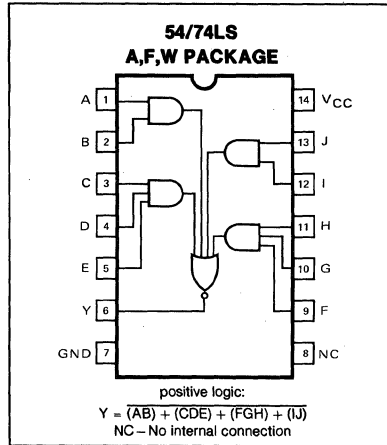 54/74LS
A,F,W PACKAGE
A 1 14 VCC
B 2 13 J
C 3 12 I
D 4 11 H
E 5 10 G
Y 6 9 F
GND 7 8 NC
positive logic:
Y = (AB) + (CDE) + (FGH) + (IJ)
NC – No internal connection